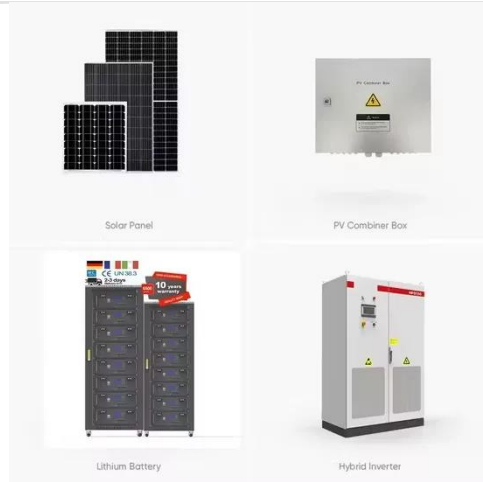 PV Combiner Box
Solar Panel
PV Combiner Box
CE UN38.3
2-3 days
10 years
warranty
Lithium Battery
Hybrid Inverter